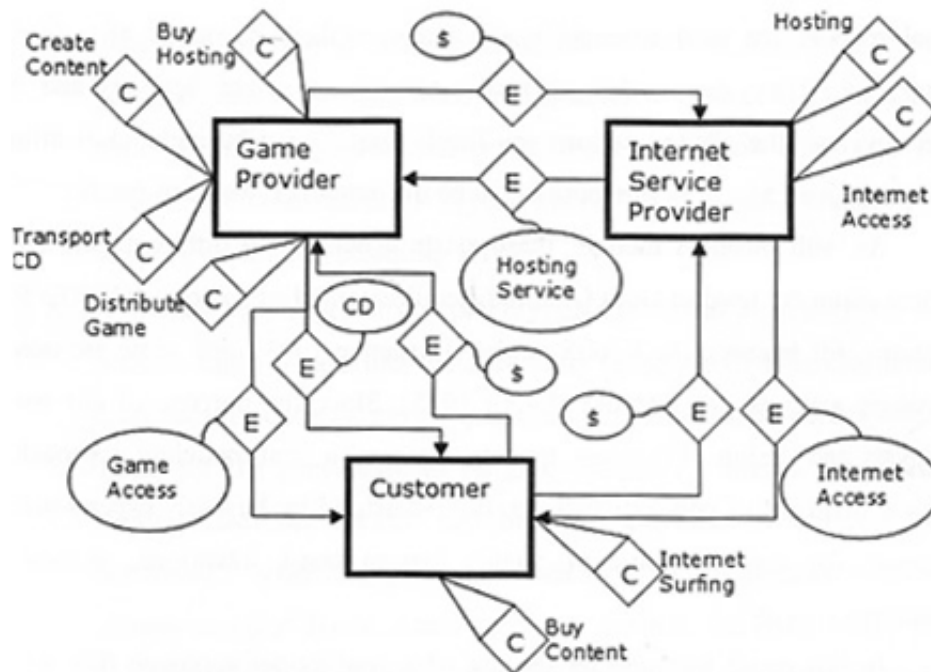 Buy
Hosting
$
Hosting
Create
Content
C
C
C
E
C
Game
Provider
Internet
Service
Provider
E
Internet
Access
Transport
CD
C
C
Hosting
Service
Distribute
Game
CD
E
E
$
$
E
E
E
Game
Access
Customer
Internet
Access
C
Internet
Surfing
C
Buy
Content